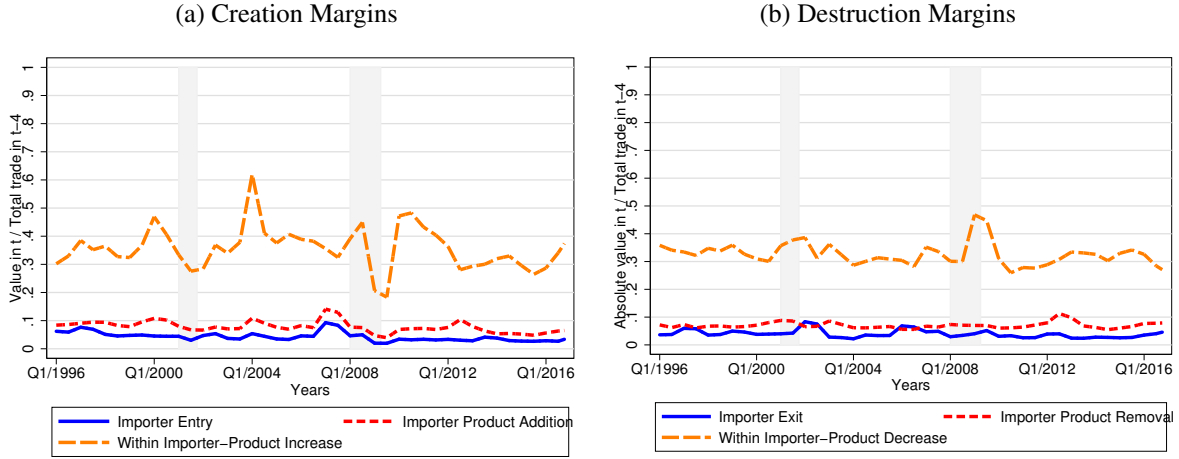 (a) Creation Margins
Value in t / Total trade in t−4
1
.9
.8
.7
.6
.5
.4
.3
.2
.1
0
Q1/1996 Q1/2000 Q1/2004 Q1/2008 Q1/2012 Q1/2016
Years
Importer Entry Importer Product Addition
Within Importer−Product Increase
(b) Destruction Margins
Absolute value in t / Total trade in t−4
1
.9
.8
.7
.6
.5
.4
.3
.2
.1
0
Q1/1996 Q1/2000 Q1/2004 Q1/2008 Q1/2012 Q1/2016
Years
Importer Exit Importer Product Removal
Within Importer−Product Decrease